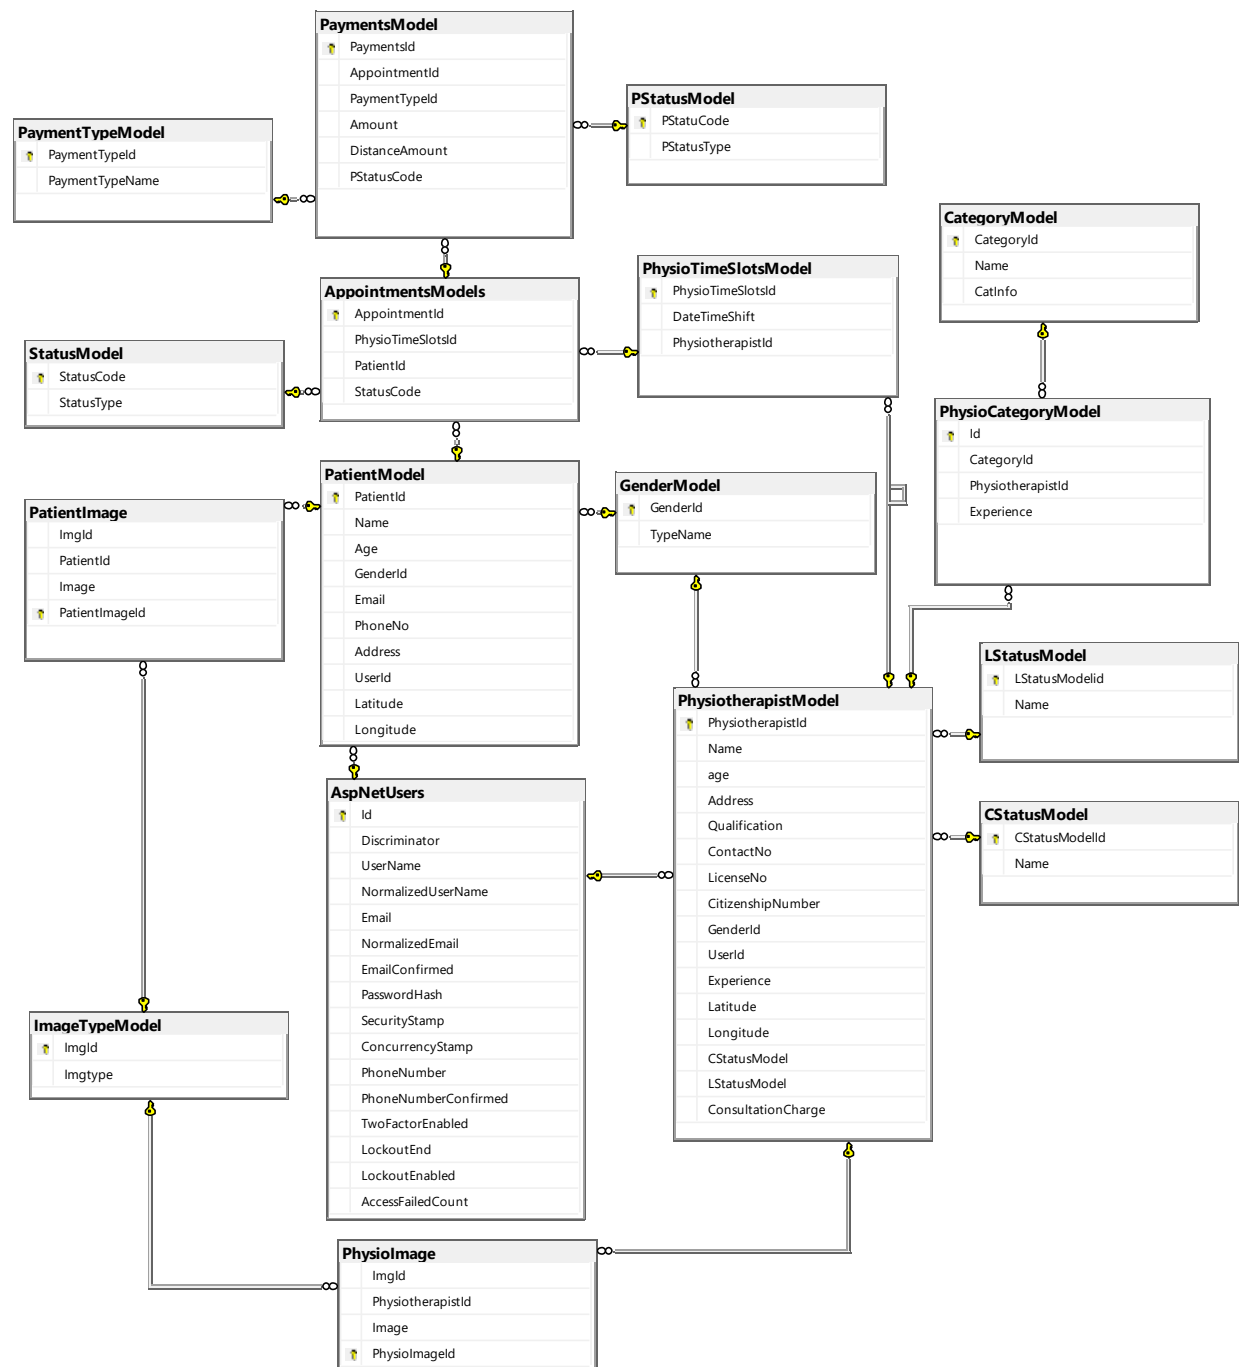 PaymentsModel
PaymentsId
AppointmentId
PaymentTypeId
Amount
DistanceAmount
PStatusCode
PStatusModel
PStatuCode
PStatusType
PaymentTypeModel
PaymentTypeId
PaymentTypeName
CategoryModel
CategoryId
Name
CatInfo
PhysioTimeSlotsModel
PhysioTimeSlotsId
DateTimeShift
PhysiotherapistId
AppointmentsModels
AppointmentId
PhysioTimeSlotsId
PatientId
StatusCode
StatusModel
StatusCode
StatusType
PhysioCategoryModel
Id
CategoryId
PhysiotherapistId
Experience
PatientModel
PatientId
Name
Age
GenderId
Email
PhoneNo
Address
UserId
Latitude
Longitude
GenderModel
GenderId
TypeName
PatientImage
ImgId
PatientId
Image
PatientImageId
LStatusModel
LStatusModelid
Name
PhysiotherapistModel
PhysiotherapistId
Name
age
Address
Qualification
ContactNo
LicenseNo
CitizenshipNumber
GenderId
UserId
Experience
Latitude
Longitude
CStatusModel
LStatusModel
ConsultationCharge
CStatusModel
CStatusModelId
Name
AspNetUsers
Id
Discriminator
UserName
NormalizedUserName
Email
NormalizedEmail
EmailConfirmed
PasswordHash
SecurityStamp
ConcurrencyStamp
PhoneNumber
PhoneNumberConfirmed
TwoFactorEnabled
LockoutEnd
LockoutEnabled
AccessFailedCount
ImageTypeModel
ImgId
Imgtype
PhysioImage
ImgId
PhysiotherapistId
Image
PhysioImageId